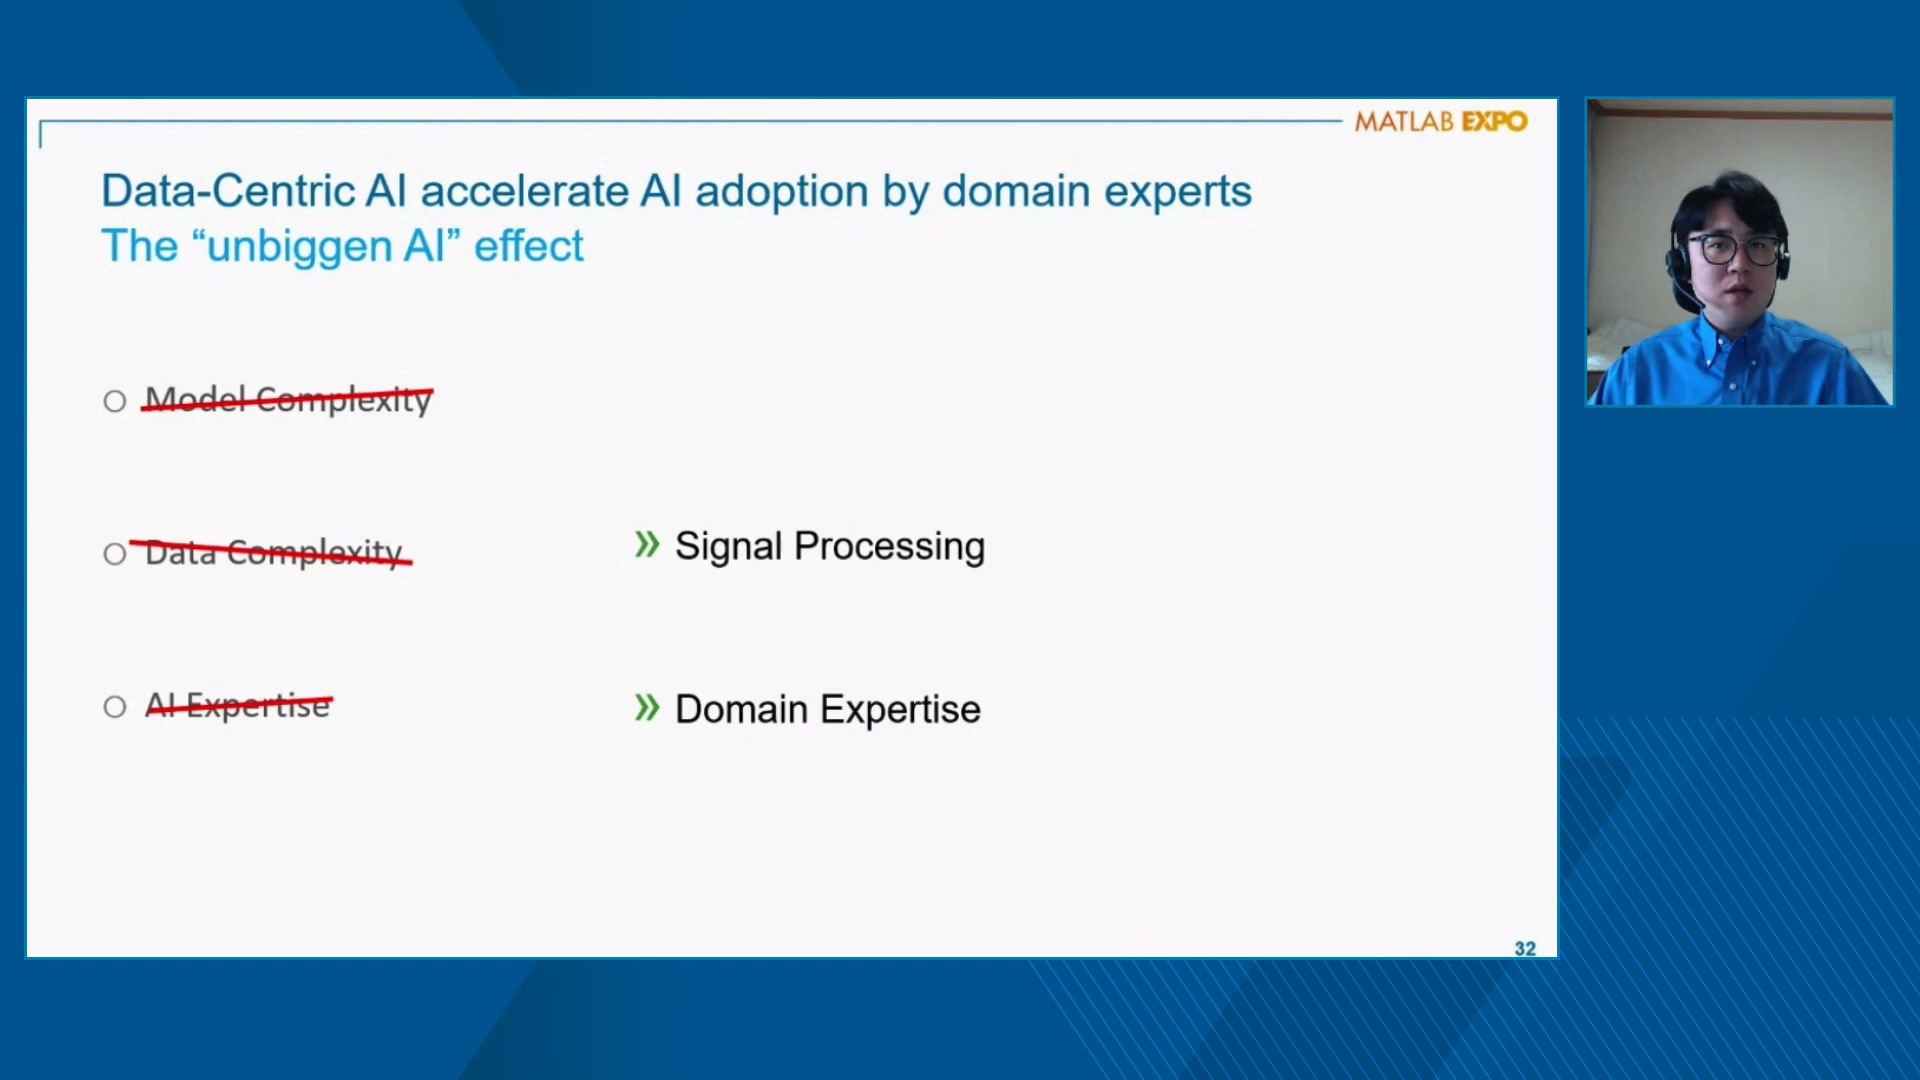 MATLAB EXPO
Data-Centric AI accelerate AI adoption by domain experts
The “unbiggen AI” effect
Model Complexity
Data Complexity
» Signal Processing
AI Expertise
» Domain Expertise
32